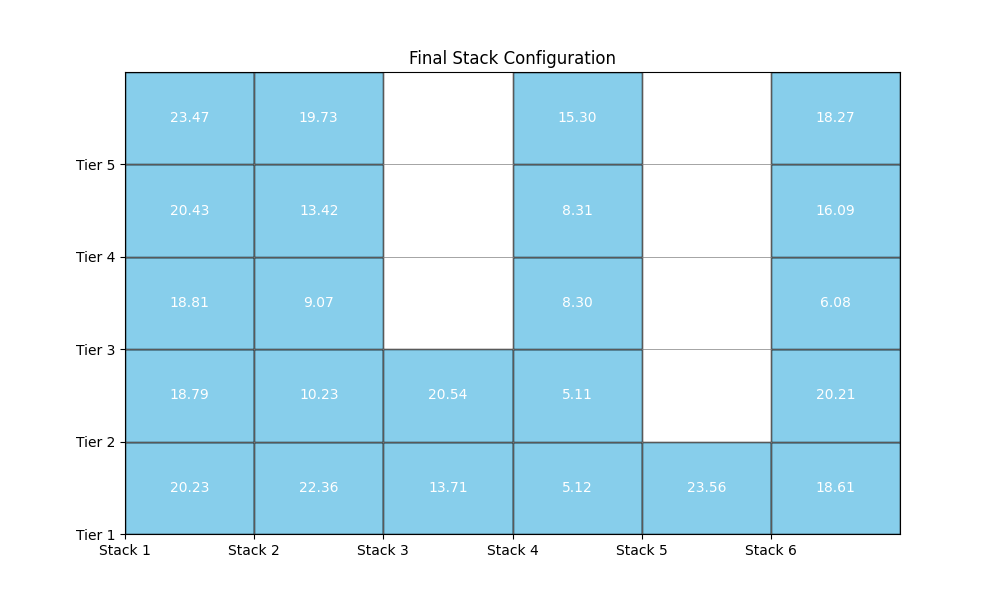 Final Stack Configuration
23.47 19.73 15.30 18.27
Tier 5
20.43 13.42 8.31 16.09
Tier 4
18.81 9.07 8.30 6.08
Tier 3
18.79 10.23 20.54 5.11 20.21
Tier 2
20.23 22.36 13.71 5.12 23.56 18.61
Tier 1
Stack 1 Stack 2 Stack 3 Stack 4 Stack 5 Stack 6